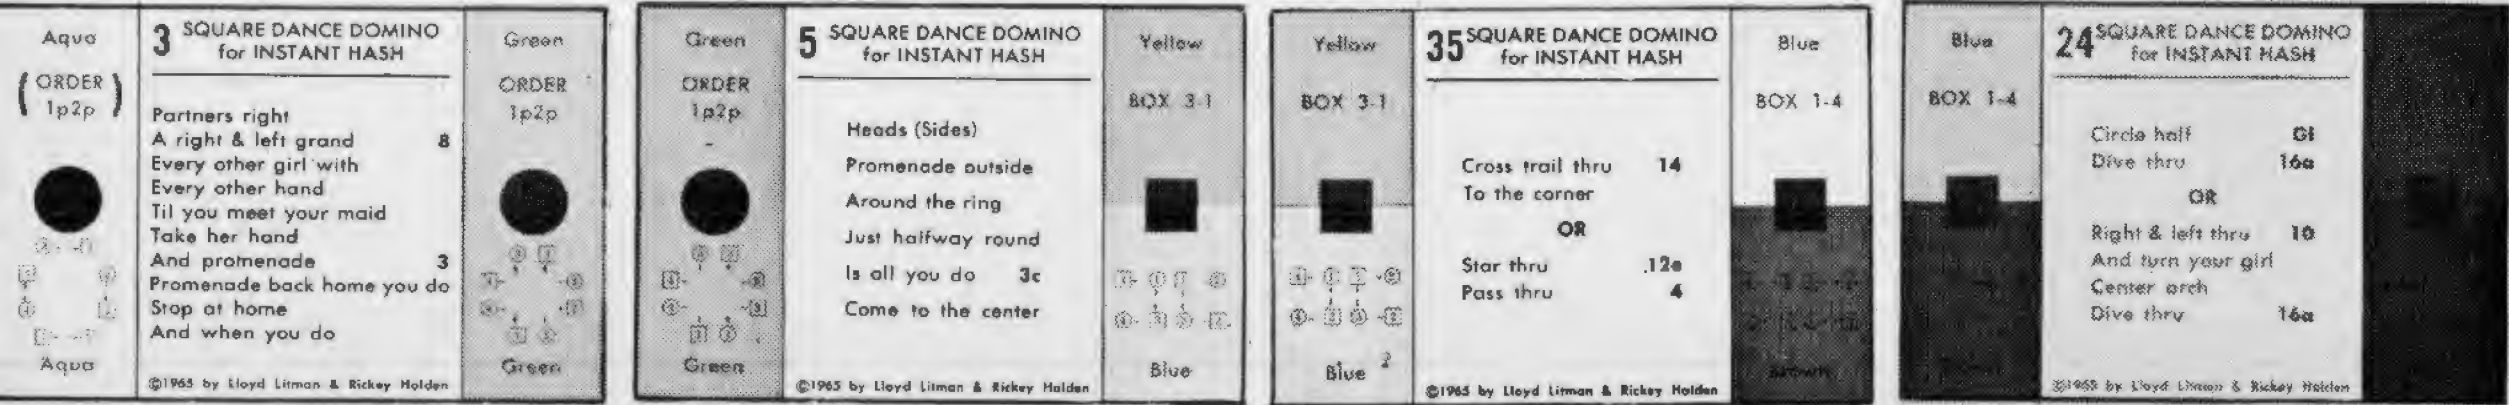 Aqua
( ORDER
1p2p )
Aqua
3 SQUARE DANCE DOMINO
for INSTANT HASH
Partners right
A right & left grand 8
Every other girl with
Every other hand
Til you meet your maid
Take her hand
And promenade 3
Promenade back home you do
Stop at home
And when you do
©1965 by Lloyd Litman & Rickey Holden
Green
ORDER
1p2p
Green
Green
ORDER
1p2p
Green
5 SQUARE DANCE DOMINO
for INSTANT HASH
Heads (Sides)
Promenade outside
Around the ring
Just halfway round
Is all you do 3c
Come to the center
©1965 by Lloyd Litman & Rickey Holden
Yellow
BOX 3-1
Blue
Yellow
BOX 3-1
Blue
35 SQUARE DANCE DOMINO
for INSTANT HASH
Cross trail thru 14
To the corner
OR
Star thru 12e
Pass thru 4
©1965 by Lloyd Litman & Rickey Holden
Blue
BOX 1-4
Brown
Blue
BOX 1-4
24 SQUARE DANCE DOMINO
for INSTANT HASH
Circle half GI
Dive thru 16a
OR
Right & left thru 10
And turn your girl
Center arch
Dive thru 16a
©1965 by Lloyd Litman & Rickey Holden